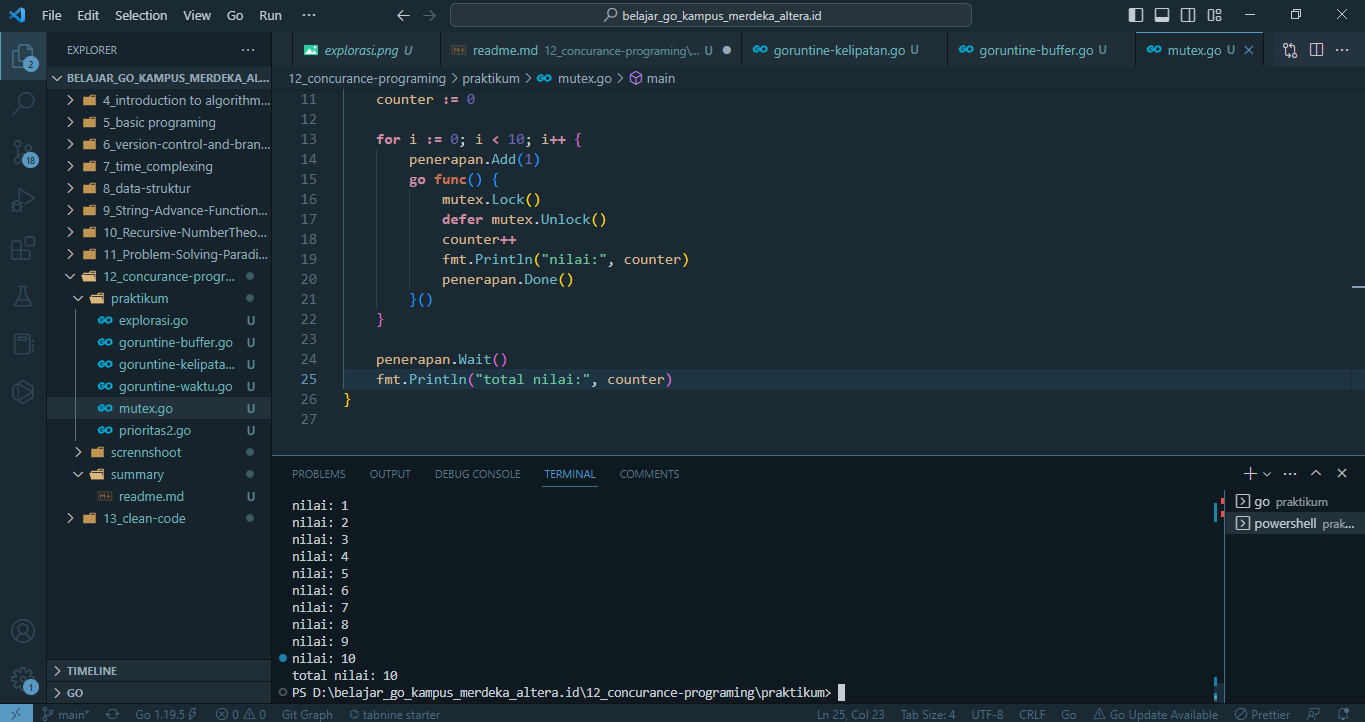 File Edit Selection View Go Run ··· belajar_go_kampus_merdeka_altera.id
EXPLORER ···
explorasi.png U readme.md 12_concurance-programing\... U goruntine-kelipatan.go U goruntine-buffer.go U mutex.go U ···
12_concurance-programing > praktikum > mutex.go > main
2
18
1
BELAJAR_GO_KAMPUS_MERDEKA_AL...
4_introduction to algorithm...
5_basic programing
6_version-control-and-bran...
7_time_complexing
8_data-struktur
9_String-Advance-Function...
10_Recursive-NumberTheo...
11_Problem-Solving-Paradi...
12_concurance-progr...
praktikum
explorasi.go U
goruntine-buffer.go U
goruntine-kelipata... U
goruntine-waktu.go U
mutex.go U
prioritas2.go U
scrennshoot
summary
readme.md U
13_clean-code
TIMELINE
GO
11 counter := 0
12
13 for i := 0; i < 10; i++ {
14 penerapan.Add(1)
15 go func() {
16 mutex.Lock()
17 defer mutex.Unlock()
18 counter++
19 fmt.Println("nilai:", counter)
20 penerapan.Done()
21 }()
22 }
23
24 penerapan.Wait()
25 fmt.Println("total nilai:", counter)
26 }
27
PROBLEMS OUTPUT DEBUG CONSOLE TERMINAL COMMENTS
nilai: 1
nilai: 2
nilai: 3
nilai: 4
nilai: 5
nilai: 6
nilai: 7
nilai: 8
nilai: 9
nilai: 10
total nilai: 10
PS D:\belajar_go_kampus_merdeka_altera.id\12_concurance-programing\praktikum>
go praktikum
powershell prak...
main* Go 1.19.5 0 0 Git Graph tabnine starter Ln 25, Col 23 Tab Size: 4 UTF-8 CRLF Go Go Update Available Prettier